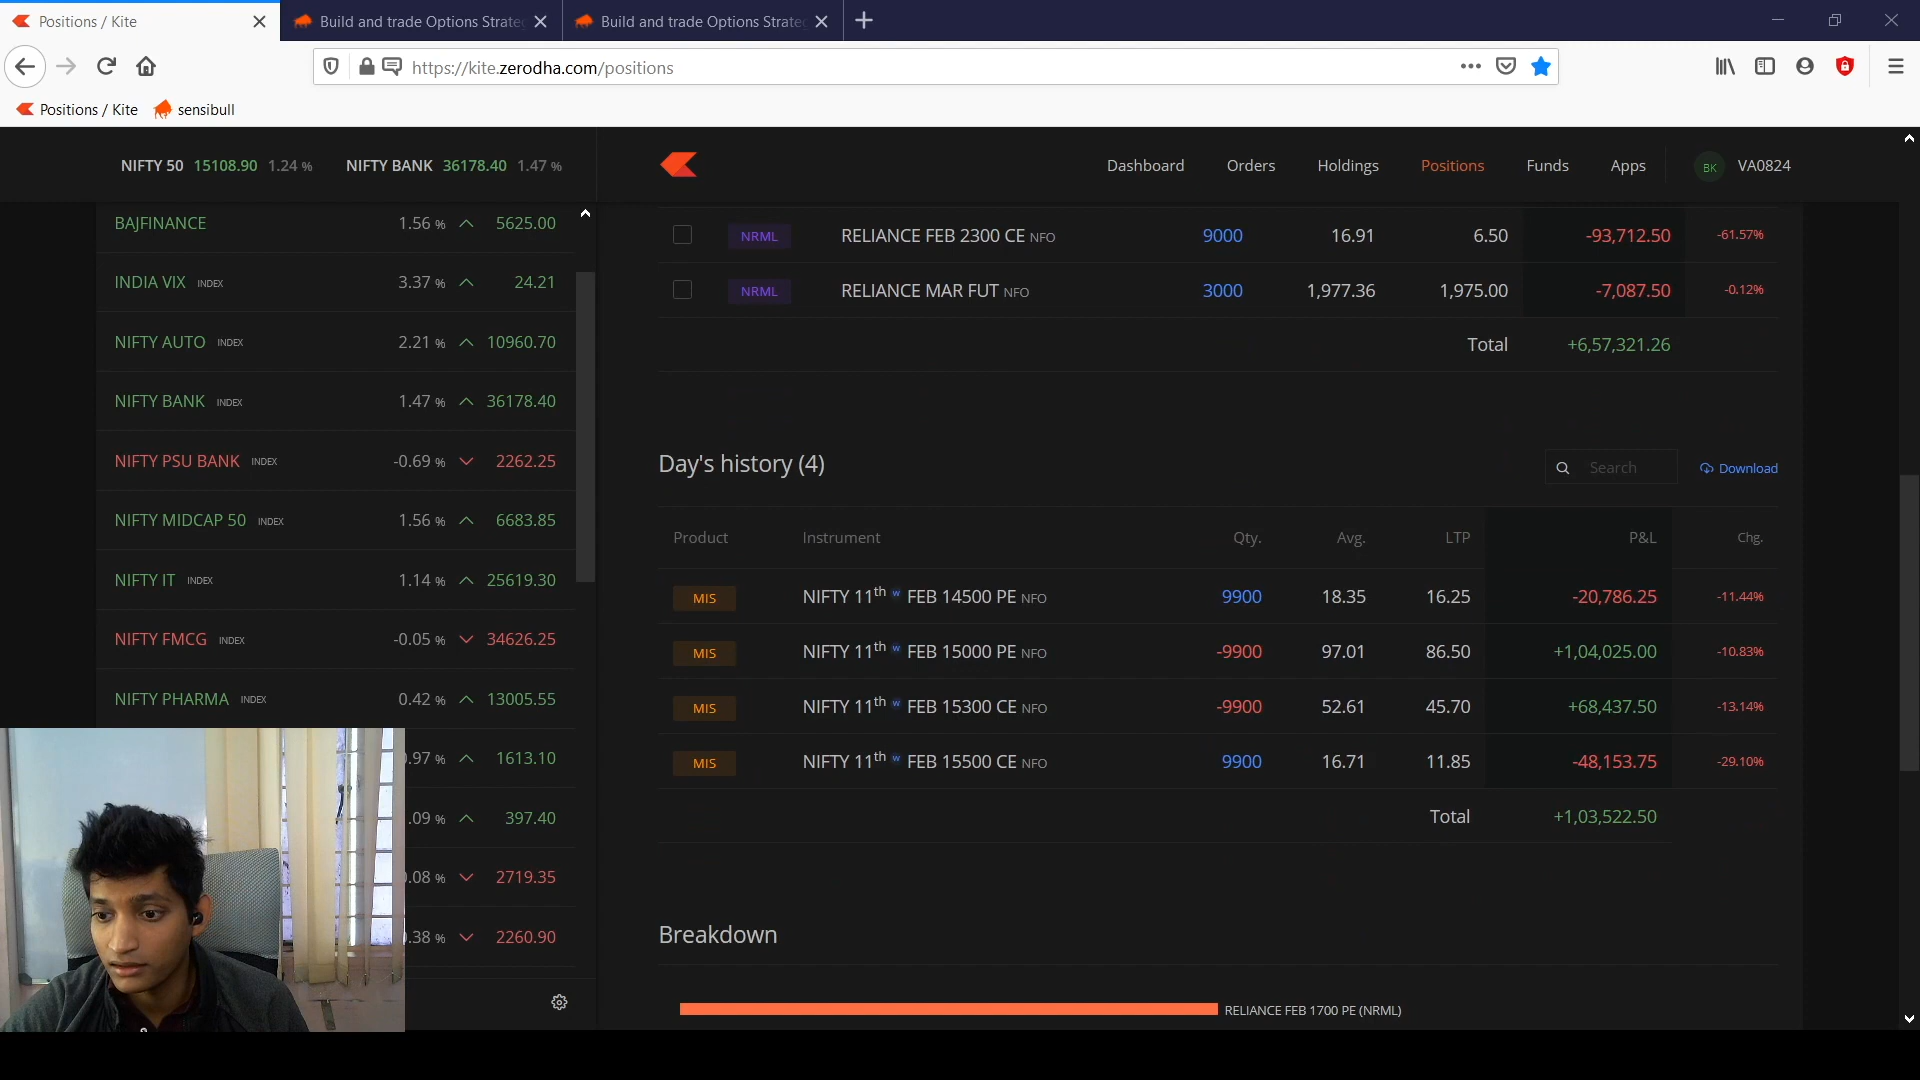 Positions / Kite
Build and trade Options Strate
Build and trade Options Strate
https://kite.zerodha.com/positions
Positions / Kite
sensibull
NIFTY 50 15108.90 1.24 %
NIFTY BANK 36178.40 1.47 %
Dashboard
Orders
Holdings
Positions
Funds
Apps
BK
VA0824
BAJFINANCE 1.56 % 5625.00
INDIA VIX INDEX 3.37 % 24.21
NIFTY AUTO INDEX 2.21 % 10960.70
NIFTY BANK INDEX 1.47 % 36178.40
NIFTY PSU BANK INDEX -0.69 % 2262.25
NIFTY MIDCAP 50 INDEX 1.56 % 6683.85
NIFTY IT INDEX 1.14 % 25619.30
NIFTY FMCG INDEX -0.05 % 34626.25
NIFTY PHARMA INDEX 0.42 % 13005.55
.97 % 1613.10
.09 % 397.40
.08 % 2719.35
.38 % 2260.90
NRML RELIANCE FEB 2300 CE NFO 9000 16.91 6.50 -93,712.50 -61.57%
NRML RELIANCE MAR FUT NFO 3000 1,977.36 1,975.00 -7,087.50 -0.12%
Total +6,57,321.26
Day's history (4)
Search
Download
Product Instrument Qty. Avg. LTP P&L Chg.
MIS NIFTY 11th w FEB 14500 PE NFO 9900 18.35 16.25 -20,786.25 -11.44%
MIS NIFTY 11th w FEB 15000 PE NFO -9900 97.01 86.50 +1,04,025.00 -10.83%
MIS NIFTY 11th w FEB 15300 CE NFO -9900 52.61 45.70 +68,437.50 -13.14%
MIS NIFTY 11th w FEB 15500 CE NFO 9900 16.71 11.85 -48,153.75 -29.10%
Total +1,03,522.50
Breakdown
RELIANCE FEB 1700 PE (NRML)